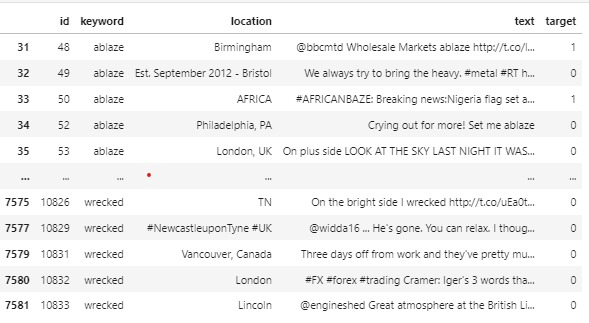 id keyword location text target
31 48 ablaze Birmingham @bbcmtd Wholesale Markets ablaze http://t.co/l... 1
32 49 ablaze Est. September 2012 - Bristol We always try to bring the heavy. #metal #RT h... 0
33 50 ablaze AFRICA #AFRICANBAZE: Breaking news:Nigeria flag set a... 1
34 52 ablaze Philadelphia, PA Crying out for more! Set me ablaze 0
35 53 ablaze London, UK On plus side LOOK AT THE SKY LAST NIGHT IT WAS... 0
... ... ... ... ... ...
7575 10826 wrecked TN On the bright side I wrecked http://t.co/uEa0t... 0
7577 10829 wrecked #NewcastleuponTyne #UK @widda16 ... He's gone. You can relax. I thoug... 0
7579 10831 wrecked Vancouver, Canada Three days off from work and they've pretty mu... 0
7580 10832 wrecked London #FX #forex #trading Cramer: Iger's 3 words tha... 0
7581 10833 wrecked Lincoln @engineshed Great atmosphere at the British Li... 0